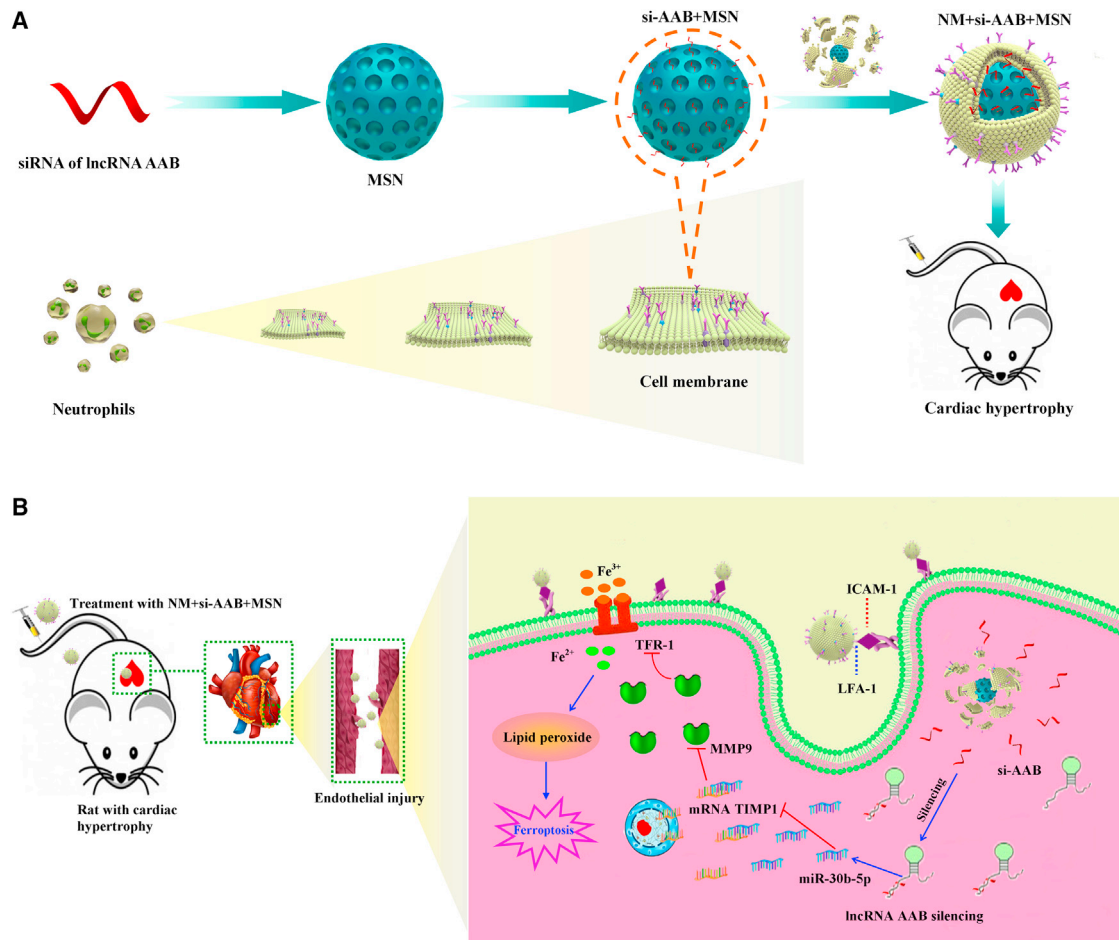 A
si-AAB+MSN
NM+si-AAB+MSN
siRNA of lncRNA AAB
MSN
Neutrophils
Cell membrane
Cardiac hypertrophy
B
Treatment with NM+si-AAB+MSN
Rat with cardiac
hypertrophy
Endothelial injury
Fe3+
Fe2+
TFR-1
Lipid peroxide
Ferroptosis
MMP9
mRNA TIMP1
miR-30b-5p
ICAM-1
LFA-1
si-AAB
Silencing
lncRNA AAB silencing